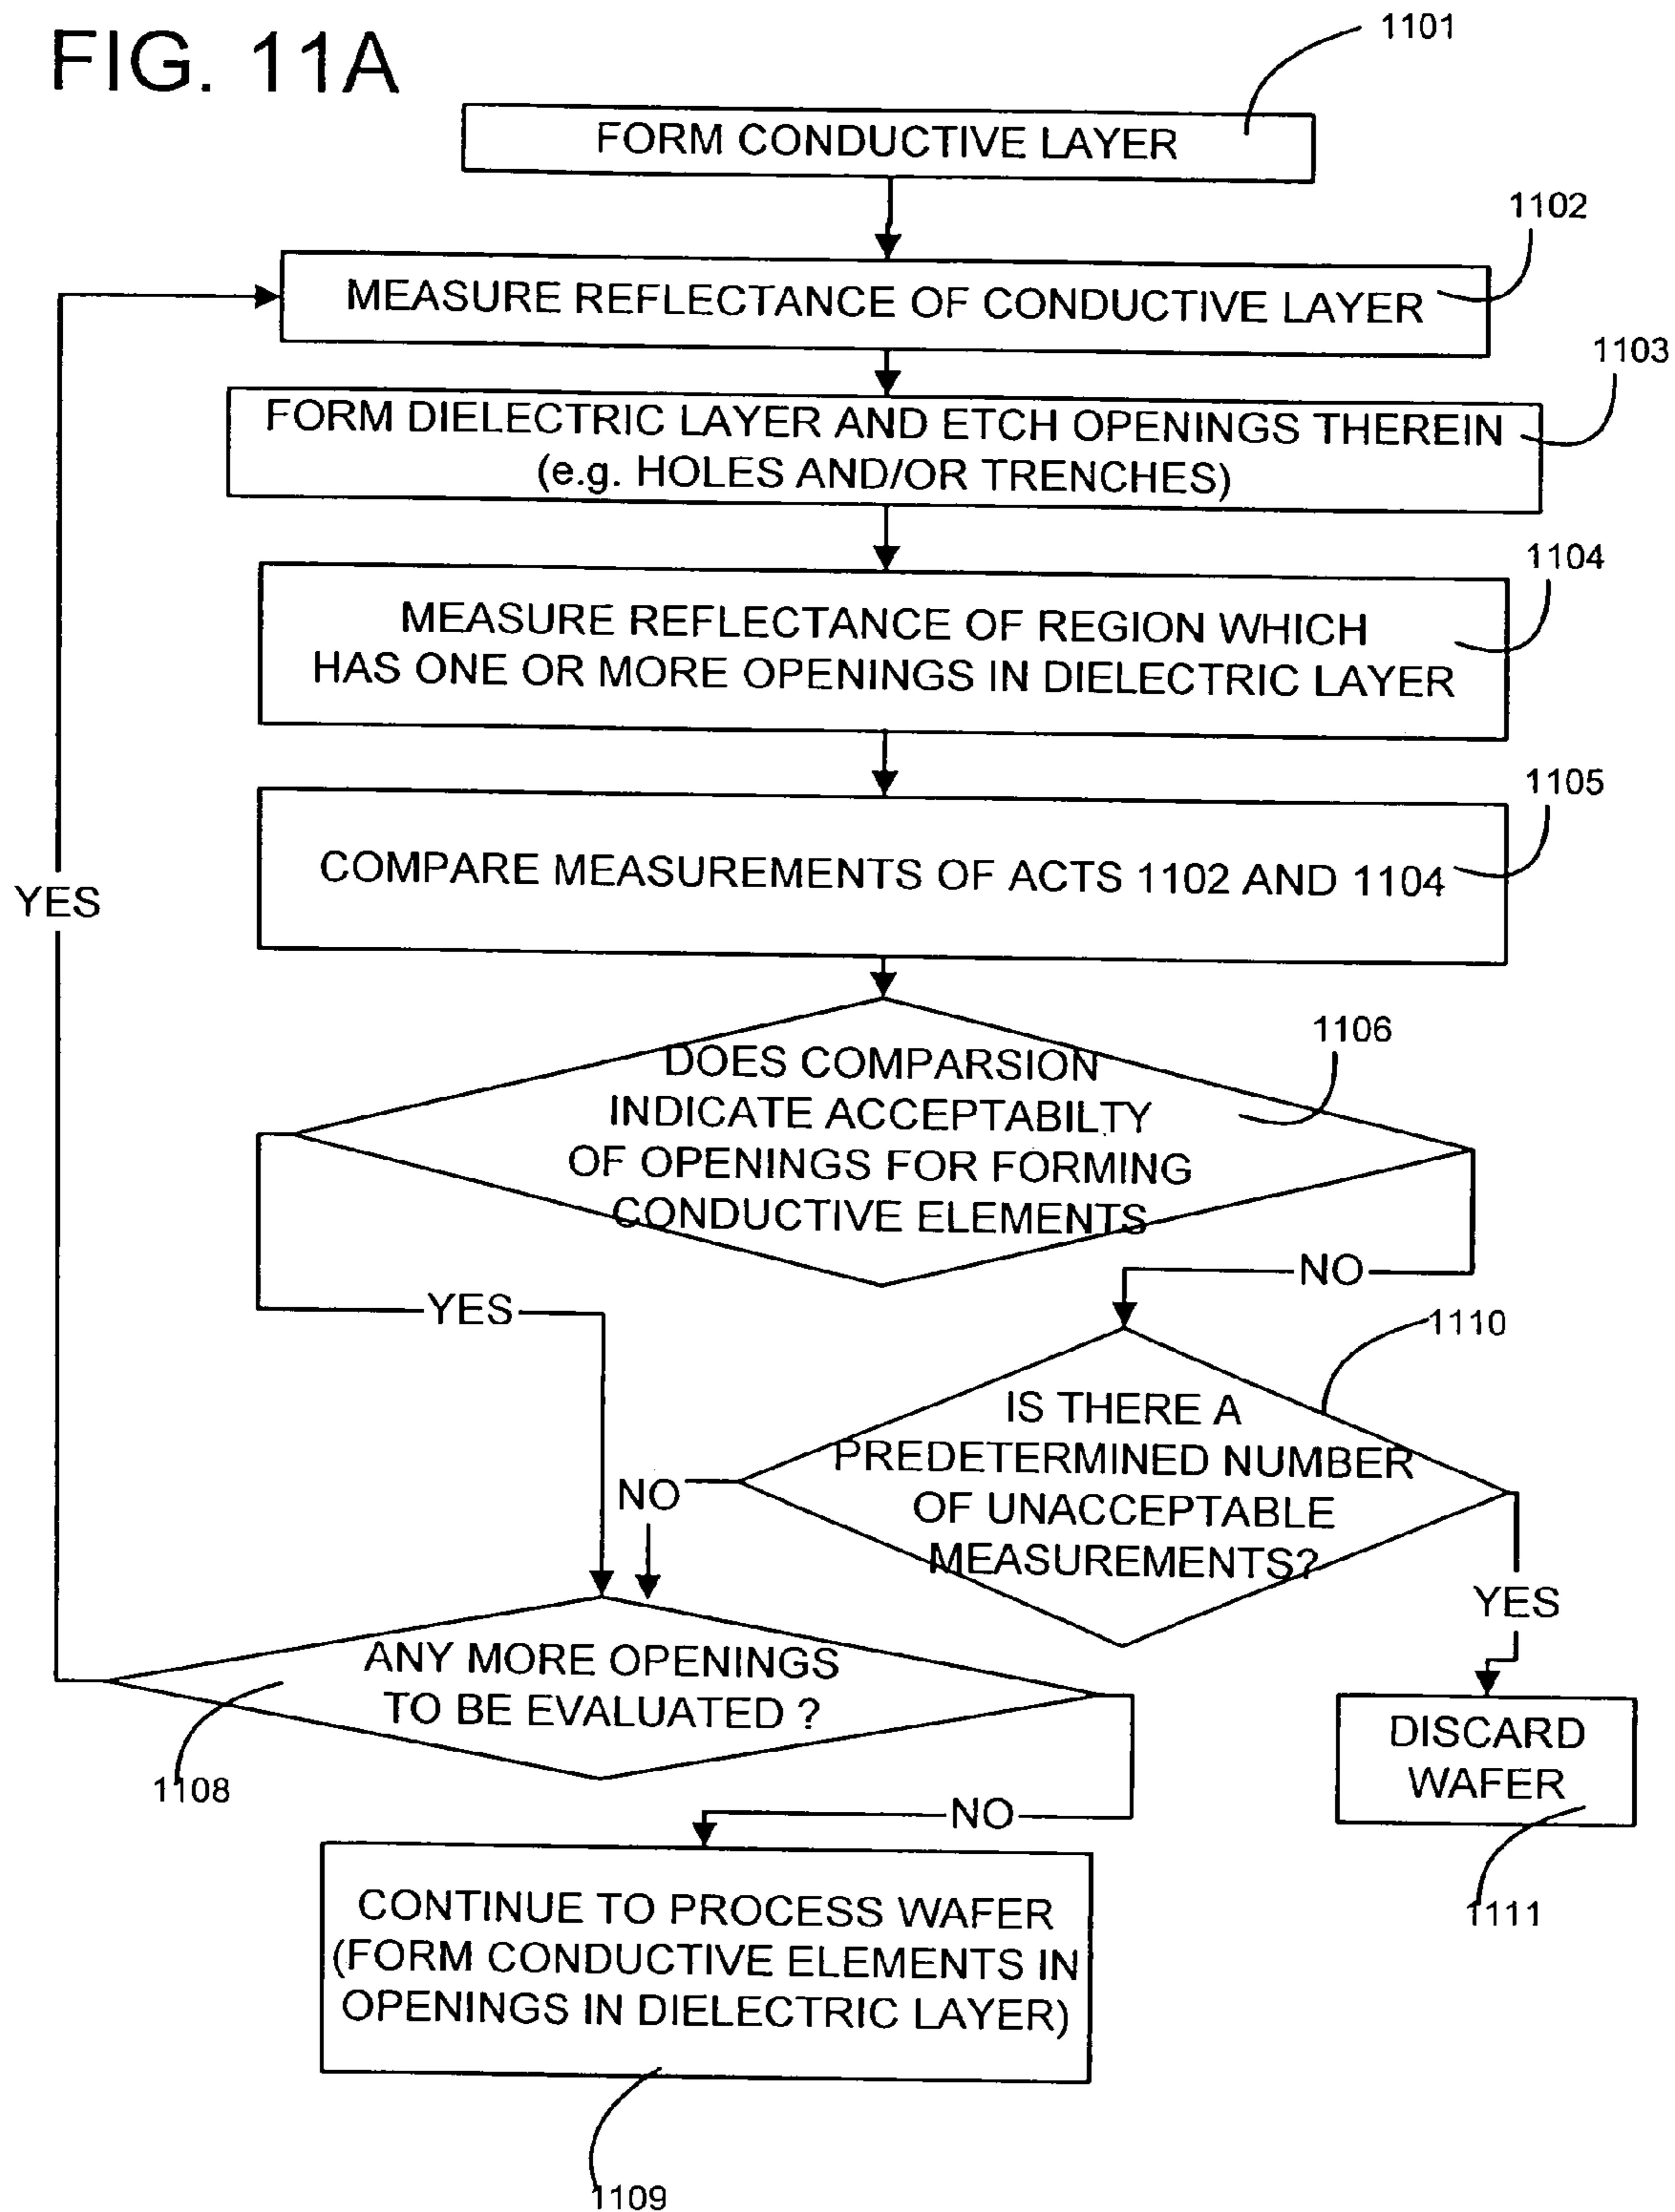 FIG. 11A
1101
FORM CONDUCTIVE LAYER
1102
MEASURE REFLECTANCE OF CONDUCTIVE LAYER
1103
FORM DIELECTRIC LAYER AND ETCH OPENINGS THEREIN
(e.g. HOLES AND/OR TRENCHES)
1104
MEASURE REFLECTANCE OF REGION WHICH
HAS ONE OR MORE OPENINGS IN DIELECTRIC LAYER
1105
COMPARE MEASUREMENTS OF ACTS 1102 AND 1104
YES
1106
DOES COMPARSION
INDICATE ACCEPTABILTY
OF OPENINGS FOR FORMING
CONDUCTIVE ELEMENTS
NO
YES
1110
IS THERE A
PREDETERMINED NUMBER
OF UNACCEPTABLE
MEASUREMENTS?
NO
YES
ANY MORE OPENINGS
TO BE EVALUATED ?
1108
DISCARD
WAFER
1111
NO
CONTINUE TO PROCESS WAFER
(FORM CONDUCTIVE ELEMENTS IN
OPENINGS IN DIELECTRIC LAYER)
1109